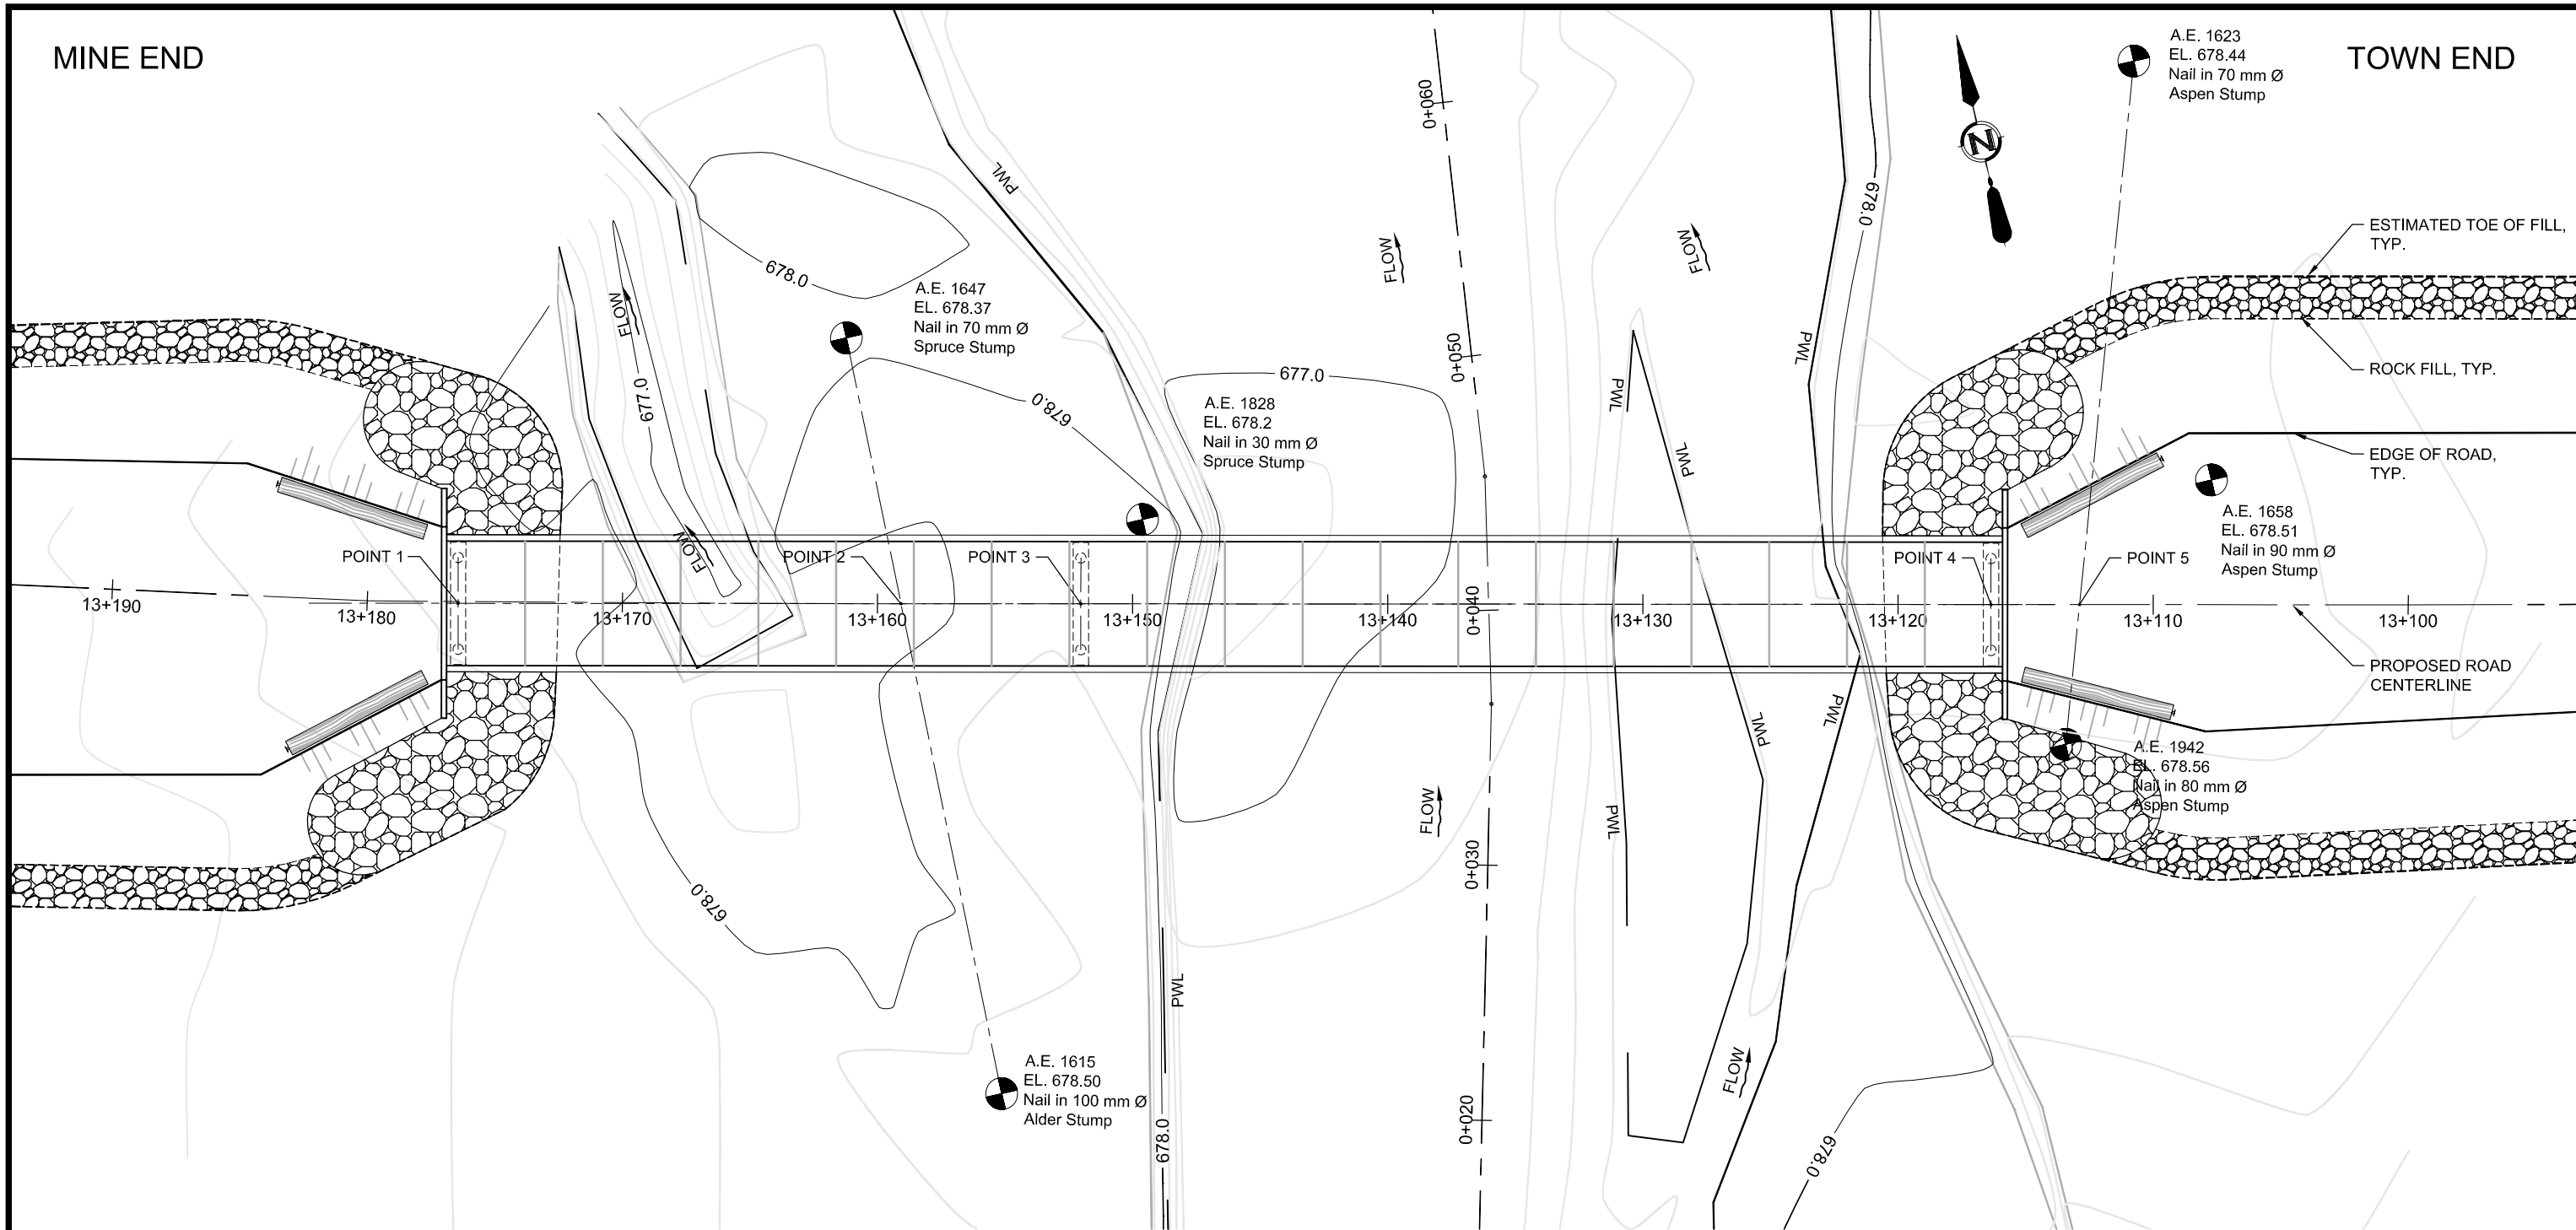 MINE END
TOWN END
A.E. 1623
EL. 678.44
Nail in 70 mm Ø
Aspen Stump
0+060
N
PWL
678.0
678.0
FLOW
FLOW
ESTIMATED TOE OF FILL,
TYP.
A.E. 1647
EL. 678.37
Nail in 70 mm Ø
Spruce Stump
FLOW
0+050
PWL
ROCK FILL, TYP.
677.0
677.0
678.0
A.E. 1828
EL. 678.2
Nail in 30 mm Ø
Spruce Stump
PWL
PWL
EDGE OF ROAD,
TYP.
A.E. 1658
EL. 678.51
Nail in 90 mm Ø
Aspen Stump
FLOW
POINT 1
POINT 2
POINT 3
POINT 4
POINT 5
13+190
13+180
13+170
13+160
13+150
13+140
0+040
13+130
13+120
13+110
13+100
PROPOSED ROAD
CENTERLINE
PWL
PWL
A.E. 1942
EL. 678.56
Nail in 80 mm Ø
Aspen Stump
FLOW
PWL
0+030
678.0
PWL
A.E. 1615
EL. 678.50
Nail in 100 mm Ø
Alder Stump
FLOW
0+020
678.0
678.0